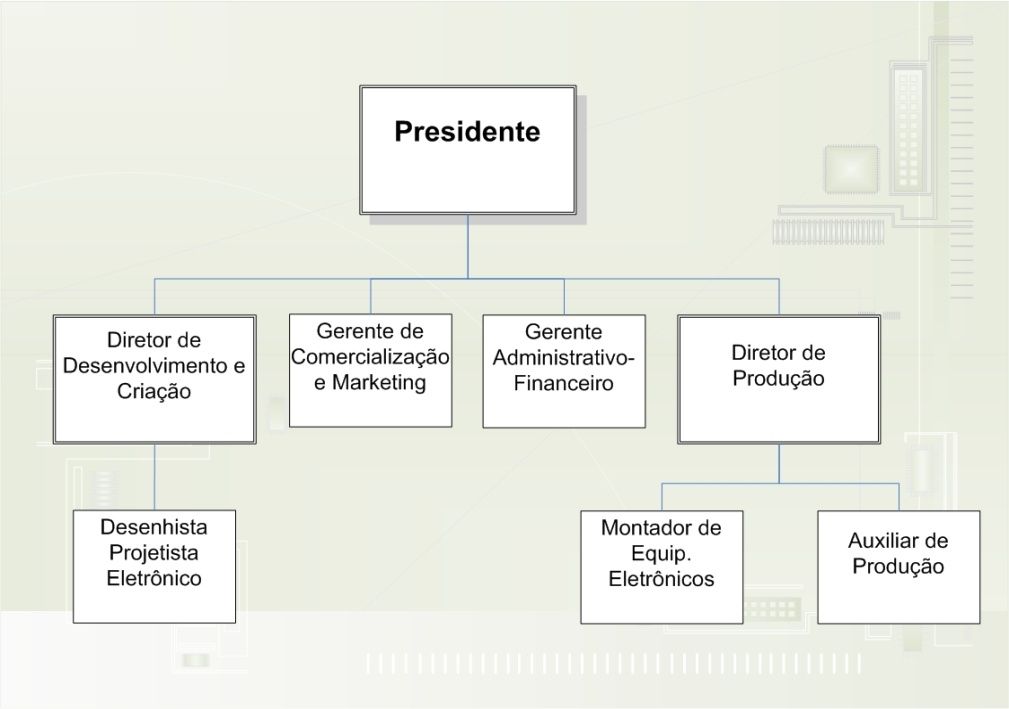 Presidente
Diretor de
Desenvolvimento e
Criação
Gerente de
Comercialização
e Marketing
Gerente
Administrativo-
Financeiro
Diretor de
Produção
Desenhista
Projetista
Eletrônico
Montador de
Equip.
Eletrônicos
Auxiliar de
Produção